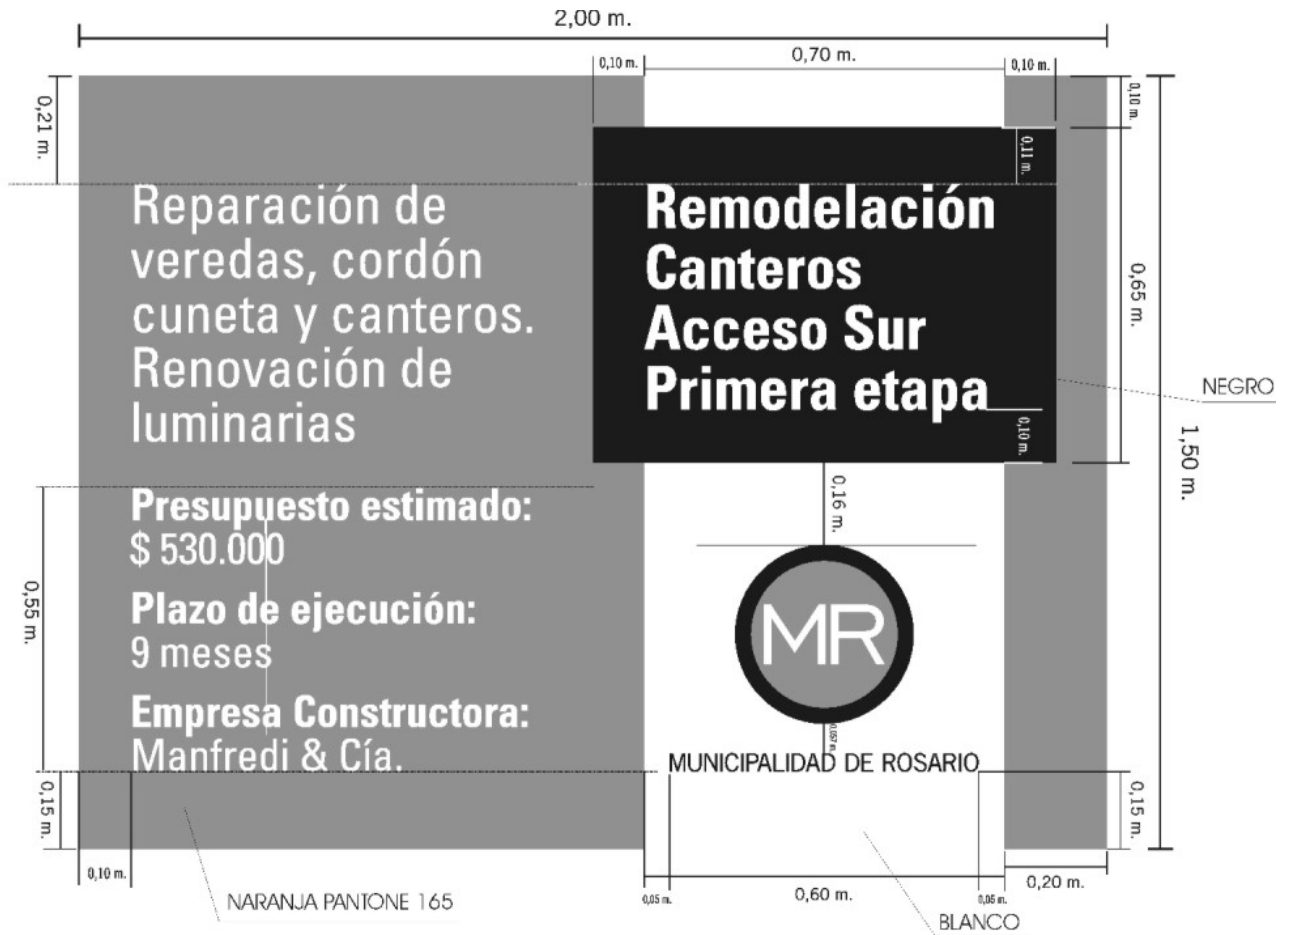 2,00 m.
0,10 m.
0,70 m.
0,10 m.
0,21 m.
0,10 m.
0,11 m.
Reparación de
veredas, cordón
cuneta y canteros.
Renovación de
luminarias
Remodelación
Canteros
Acceso Sur
Primera etapa
0,65 m.
NEGRO
0,10 m.
1,50 m.
0,16 m.
Presupuesto estimado:
$ 530.000
Plazo de ejecución:
9 meses
Empresa Constructora:
Manfredi & Cía.
0,55 m.
MR
0,057 m.
MUNICIPALIDAD DE ROSARIO
0,15 m.
0,15 m.
0,10 m.
0,05 m.
0,60 m.
0,05 m.
0,20 m.
NARANJA PANTONE 165
BLANCO